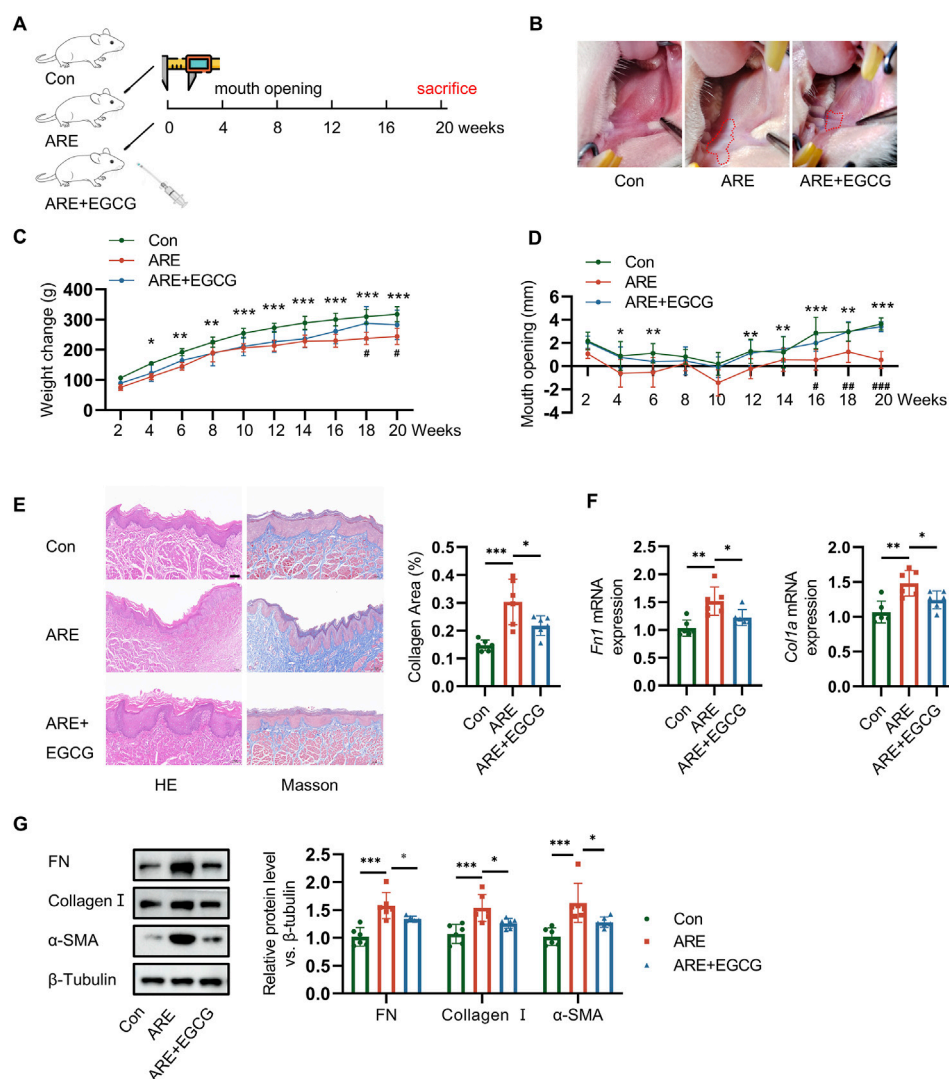 A
Con
ARE
ARE+EGCG
mouth opening
sacrifice
0 4 8 12 16 20 weeks
B
Con ARE ARE+EGCG
C
Con
ARE
ARE+EGCG
Weight change (g)
400
300
200
100
0
* ** ** *** *** *** *** *** ***
# #
2 4 6 8 10 12 14 16 18 20 Weeks
D
Con
ARE
ARE+EGCG
Mouth opening (mm)
6
4
2
0
-2
-4
* ** ** ** *** ** ***
# ## ###
2 4 6 8 10 12 14 16 18 20 Weeks
E
Con
ARE
ARE+
EGCG
HE Masson
Collagen Area (%)
0.5
0.4
0.3
0.2
0.1
0.0
*** *
Con ARE ARE+EGCG
F
Fn1 mRNA
expression
2.5
2.0
1.5
1.0
0.5
0.0
** *
Con ARE ARE+EGCG
Col1a mRNA
expression
2.0
1.5
1.0
0.5
0.0
** *
Con ARE ARE+EGCG
G
FN
Collagen I
α-SMA
β-Tubulin
Con ARE ARE+EGCG
Relative protein level
vs. β-tubulin
2.5
2.0
1.5
1.0
0.5
0.0
*** * *** * *** *
FN Collagen I α-SMA
Con
ARE
ARE+EGCG